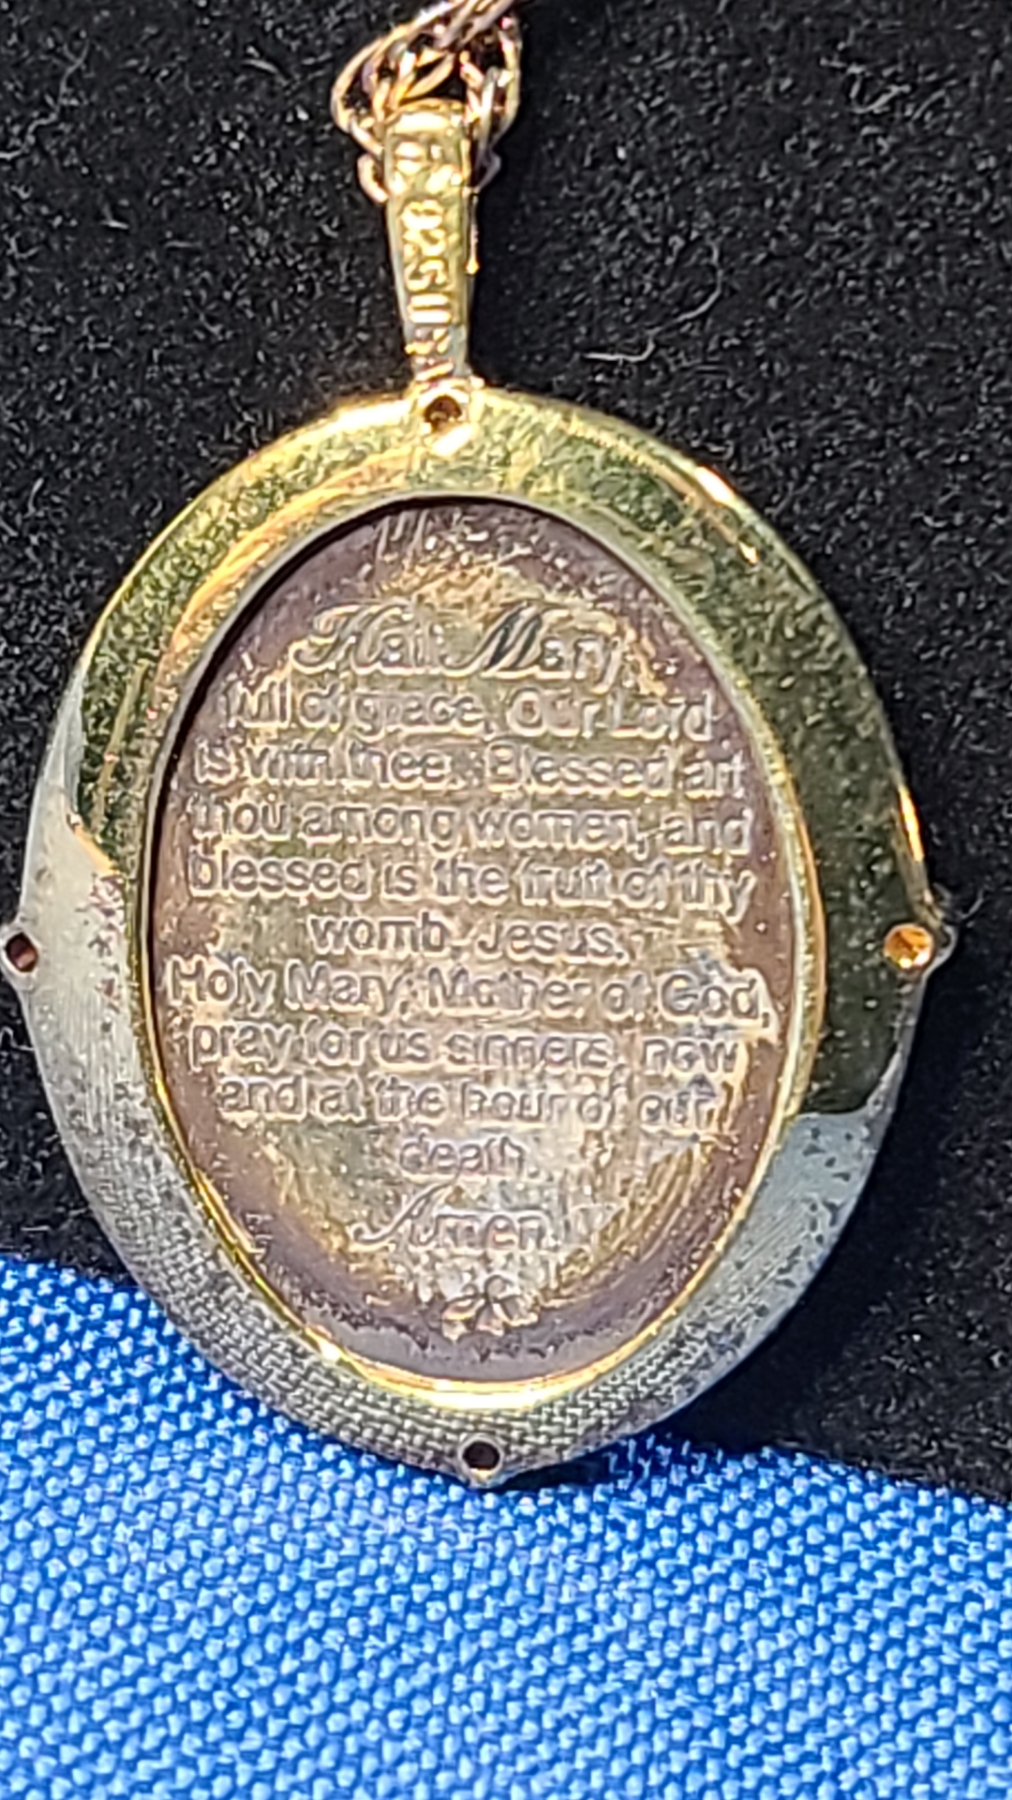 925
Hail Mary,
full of grace, Our Lord
is with thee. Blessed art
thou among women, and
blessed is the fruit of thy
womb, Jesus.
Holy Mary, Mother of God,
pray for us sinners, now
and at the hour of our
death.
Amen.